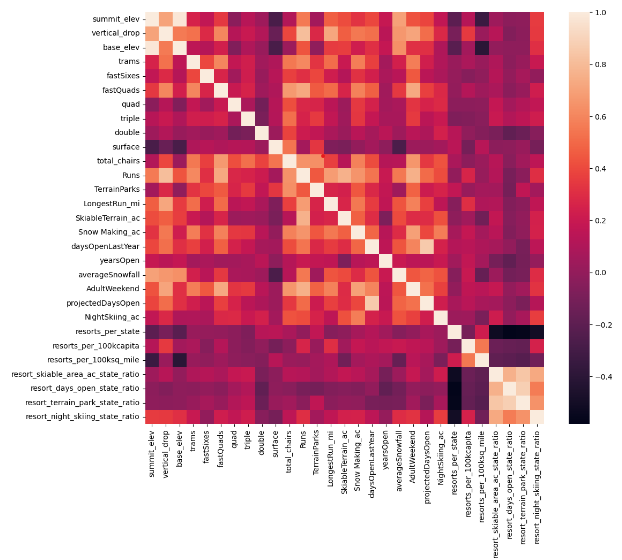 summit_elev
vertical_drop
base_elev
trams
fastSixes
fastQuads
quad
triple
double
surface
total_chairs
Runs
TerrainParks
LongestRun_mi
SkiableTerrain_ac
Snow Making_ac
daysOpenLastYear
yearsOpen
averageSnowfall
AdultWeekend
projectedDaysOpen
NightSkiing_ac
resorts_per_state
resorts_per_100kcapita
resorts_per_100ksq_mile
resort_skiable_area_ac_state_ratio
resort_days_open_state_ratio
resort_terrain_park_state_ratio
resort_night_skiing_state_ratio
summit_elev
vertical_drop
base_elev
trams
fastSixes
fastQuads
quad
triple
double
surface
total_chairs
Runs
TerrainParks
LongestRun_mi
SkiableTerrain_ac
Snow Making_ac
daysOpenLastYear
yearsOpen
averageSnowfall
AdultWeekend
projectedDaysOpen
NightSkiing_ac
resorts_per_state
resorts_per_100kcapita
resorts_per_100ksq_mile
resort_skiable_area_ac_state_ratio
resort_days_open_state_ratio
resort_terrain_park_state_ratio
resort_night_skiing_state_ratio
1.0
0.8
0.6
0.4
0.2
0.0
−0.2
−0.4